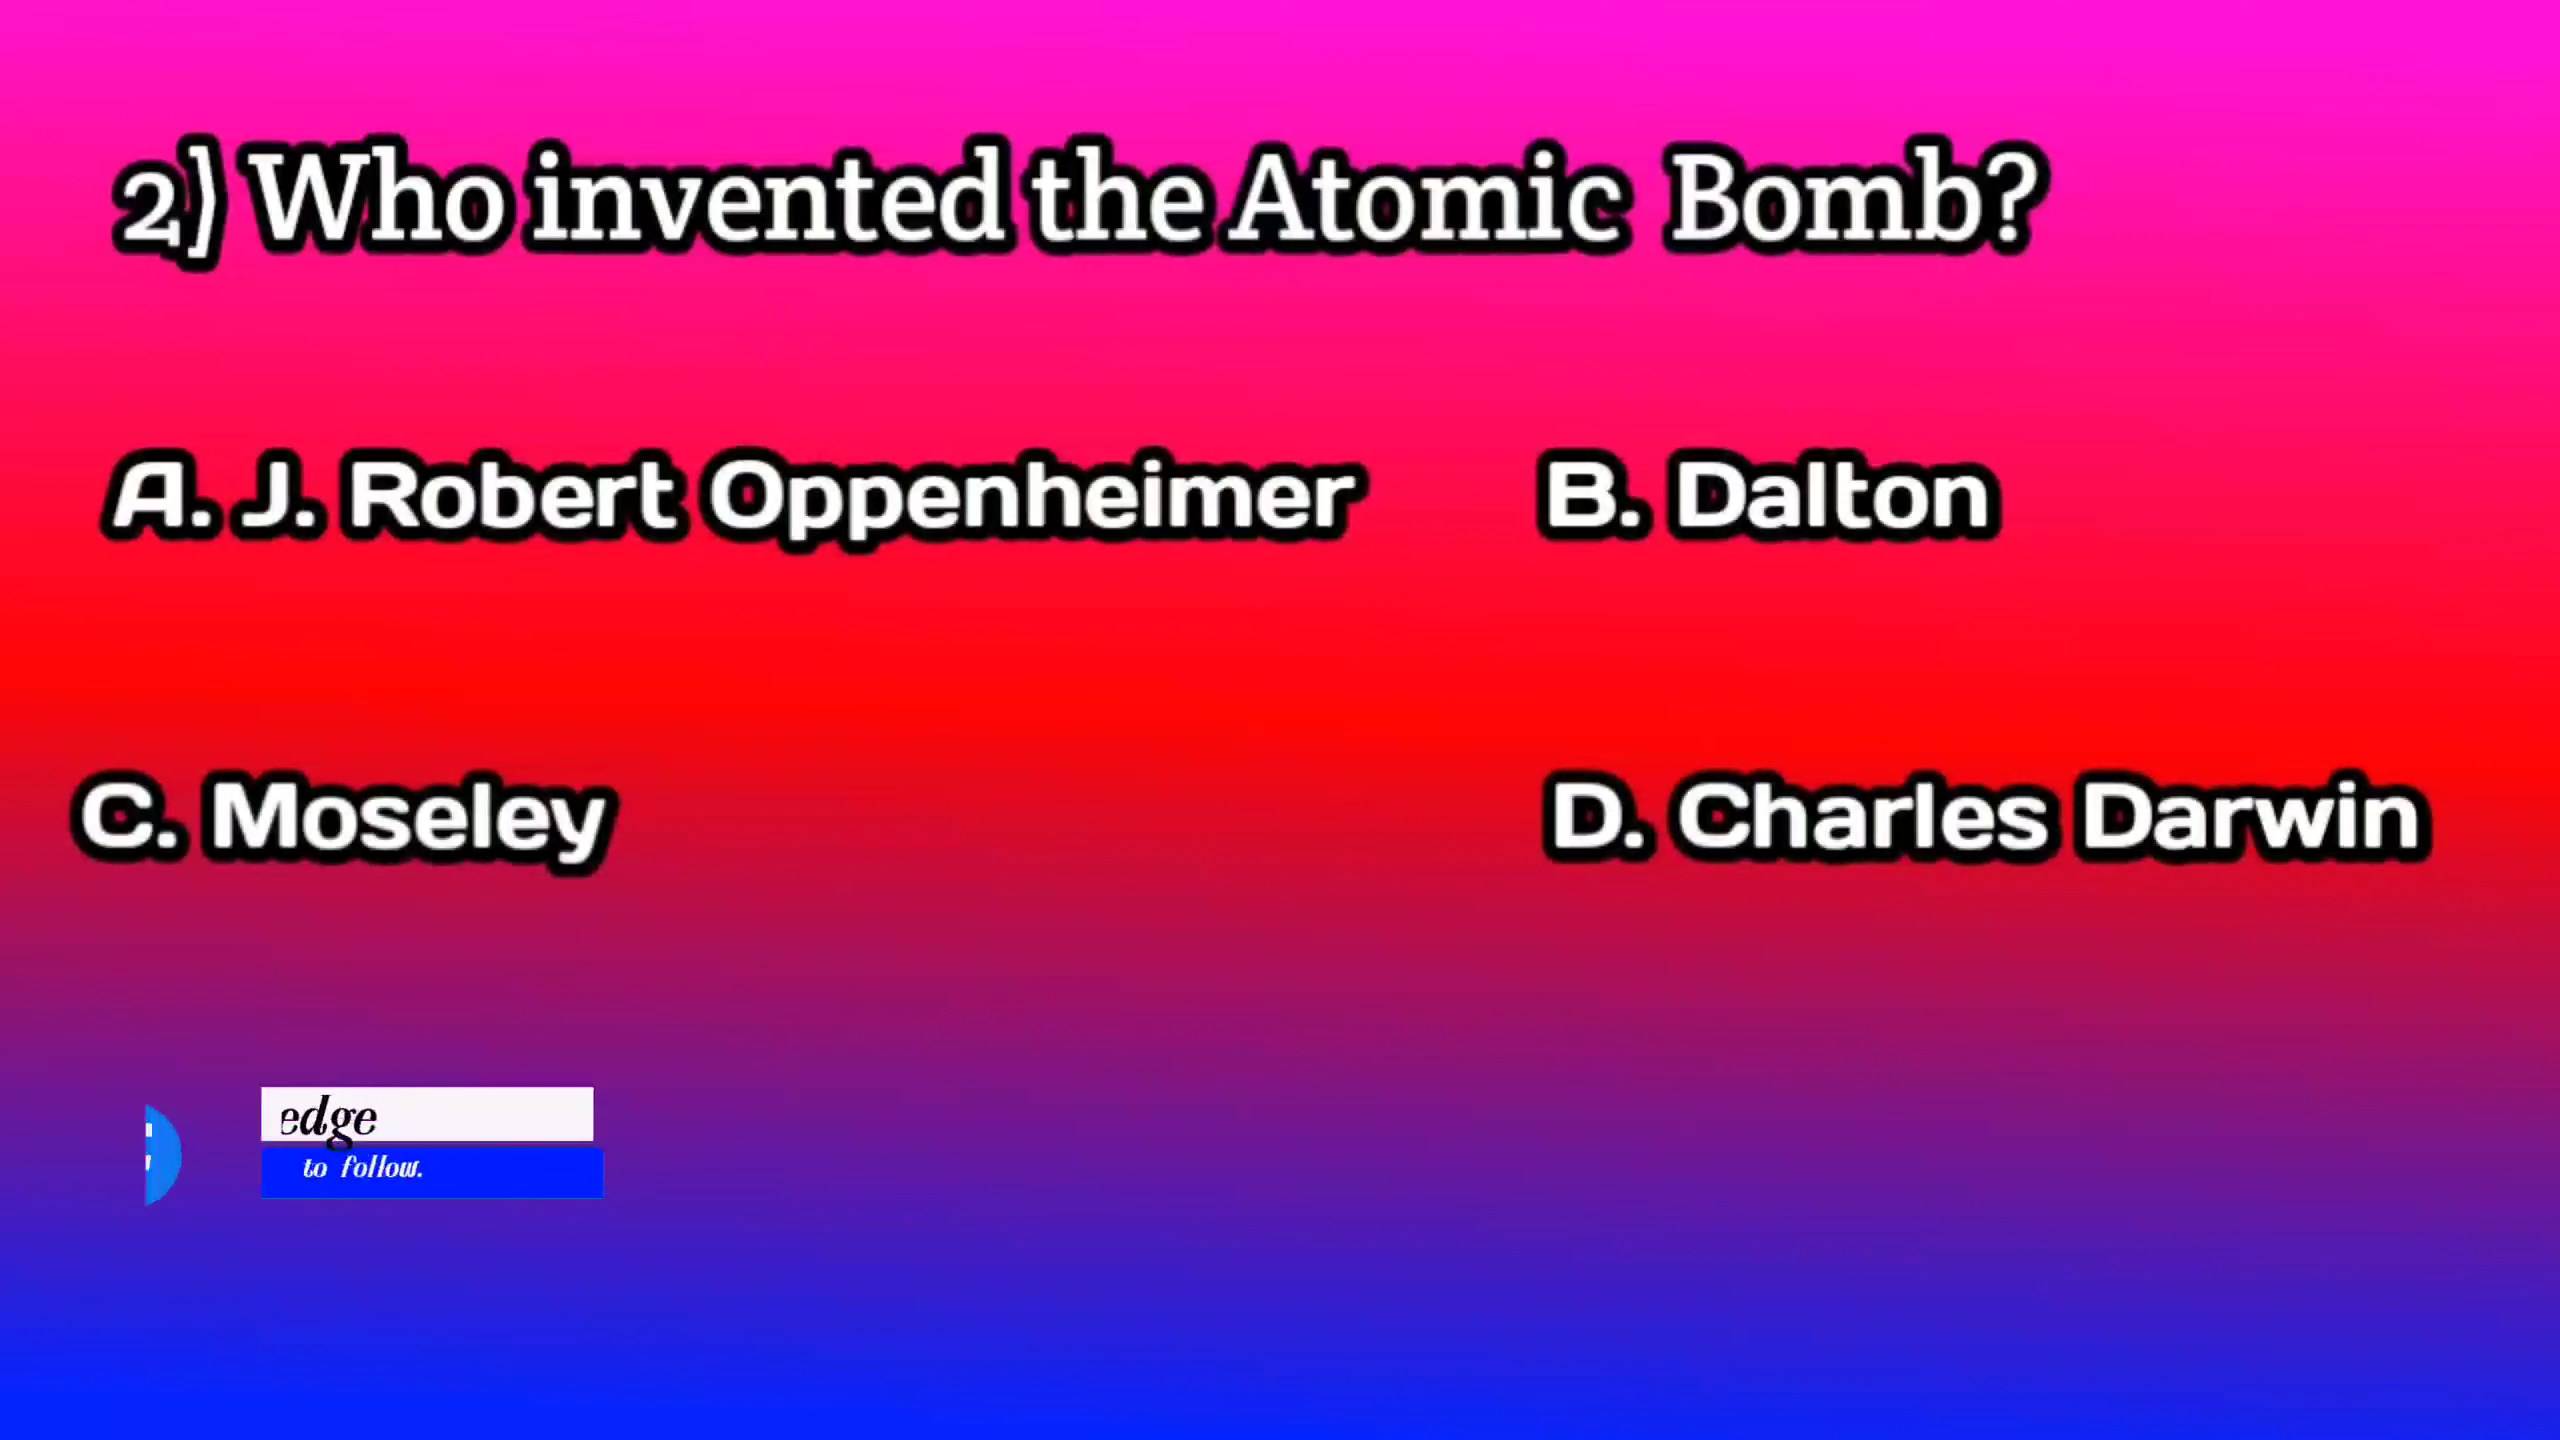 2) Who invented the Atomic Bomb?
A. J. Robert Oppenheimer
B. Dalton
C. Moseley
D. Charles Darwin
edge
to follow.